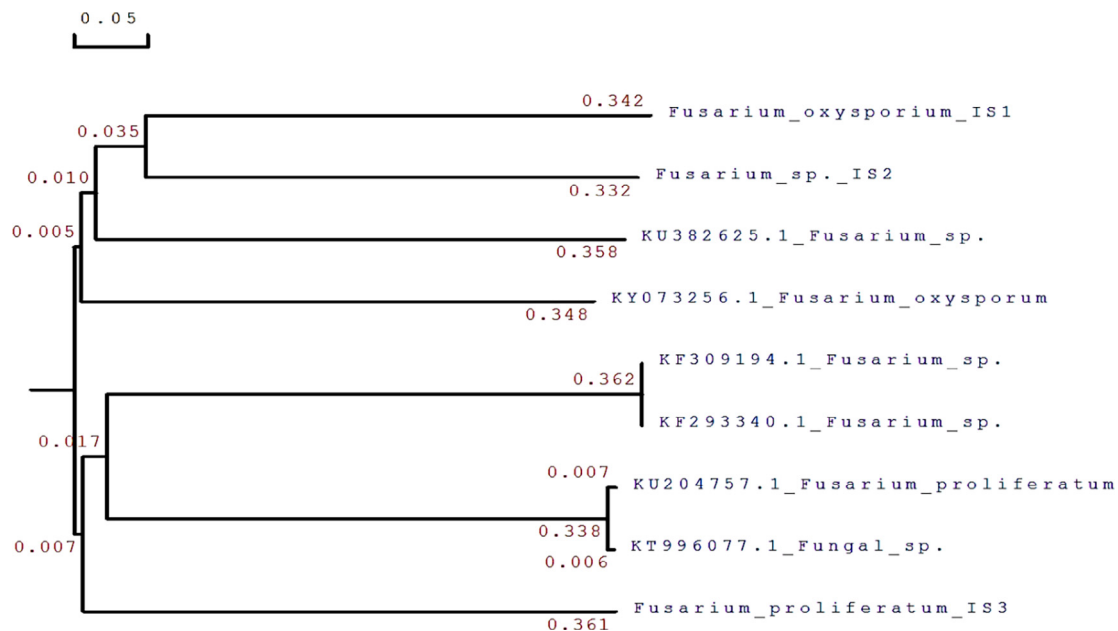 0.05
0.342
Fusarium_oxysporium_IS1
0.035
0.010
Fusarium_sp._IS2
0.332
0.005
KU382625.1_Fusarium_sp.
0.358
KY073256.1_Fusarium_oxysporum
0.348
KF309194.1_Fusarium_sp.
0.362
KF293340.1_Fusarium_sp.
0.017
0.007
KU204757.1_Fusarium_proliferatum
0.338
0.007
KT996077.1_Fungal_sp.
0.006
Fusarium_proliferatum_IS3
0.361